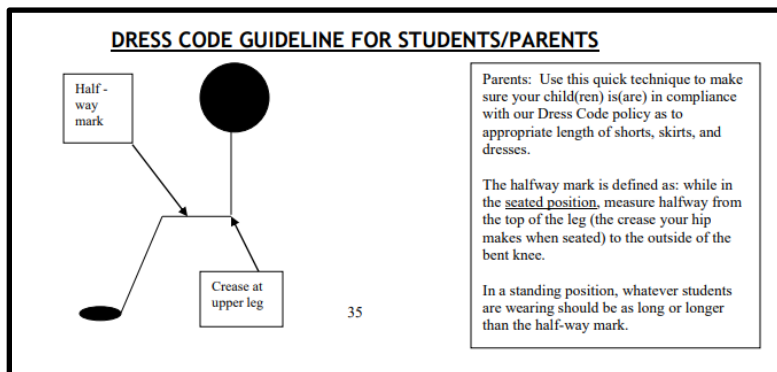 DRESS CODE GUIDELINE FOR STUDENTS/PARENTS
Half -
way
mark
Crease at
upper leg
35
Parents:  Use this quick technique to make
sure your child(ren) is(are) in compliance
with our Dress Code policy as to
appropriate length of shorts, skirts, and
dresses.
The halfway mark is defined as: while in
the seated position, measure halfway from
the top of the leg (the crease your hip
makes when seated) to the outside of the
bent knee.
In a standing position, whatever students
are wearing should be as long or longer
than the half-way mark.